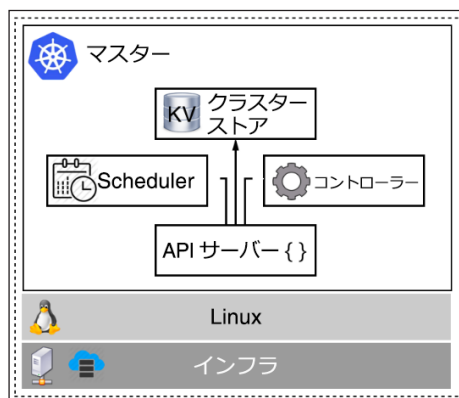 マスター
KV
クラスター
ストア
Scheduler
コントローラー
API サーバー { }
Linux
インフラ